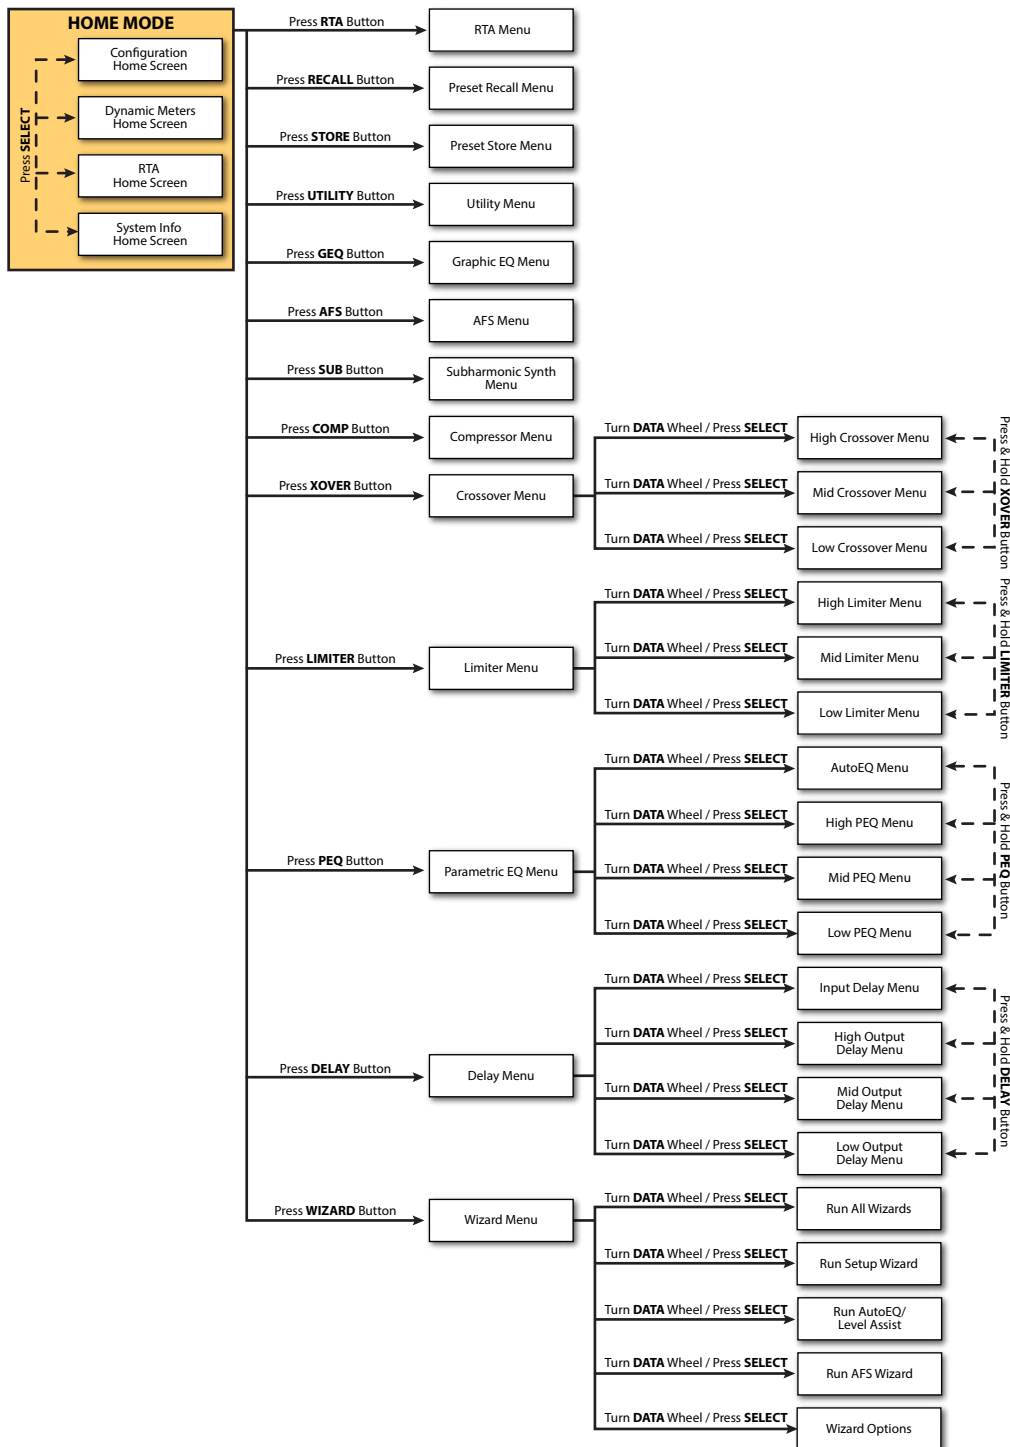 HOME MODE
Press SELECT
Configuration
Home Screen
Dynamic Meters
Home Screen
RTA
Home Screen
System Info
Home Screen
Press RTA Button
RTA Menu
Press RECALL Button
Preset Recall Menu
Press STORE Button
Preset Store Menu
Press UTILITY Button
Utility Menu
Press GEQ Button
Graphic EQ Menu
Press AFS Button
AFS Menu
Press SUB Button
Subharmonic Synth
Menu
Press COMP Button
Compressor Menu
Press XOVER Button
Crossover Menu
Turn DATA Wheel / Press SELECT
High Crossover Menu
Turn DATA Wheel / Press SELECT
Mid Crossover Menu
Turn DATA Wheel / Press SELECT
Low Crossover Menu
Press & Hold XOVER Button
Press LIMITER Button
Limiter Menu
Turn DATA Wheel / Press SELECT
High Limiter Menu
Turn DATA Wheel / Press SELECT
Mid Limiter Menu
Turn DATA Wheel / Press SELECT
Low Limiter Menu
Press & Hold LIMITER Button
Press PEQ Button
Parametric EQ Menu
Turn DATA Wheel / Press SELECT
AutoEQ Menu
Turn DATA Wheel / Press SELECT
High PEQ Menu
Turn DATA Wheel / Press SELECT
Mid PEQ Menu
Turn DATA Wheel / Press SELECT
Low PEQ Menu
Press & Hold PEQ Button
Press DELAY Button
Delay Menu
Turn DATA Wheel / Press SELECT
Input Delay Menu
Turn DATA Wheel / Press SELECT
High Output
Delay Menu
Turn DATA Wheel / Press SELECT
Mid Output
Delay Menu
Turn DATA Wheel / Press SELECT
Low Output
Delay Menu
Press & Hold DELAY Button
Press WIZARD Button
Wizard Menu
Turn DATA Wheel / Press SELECT
Run All Wizards
Turn DATA Wheel / Press SELECT
Run Setup Wizard
Turn DATA Wheel / Press SELECT
Run AutoEQ/
Level Assist
Turn DATA Wheel / Press SELECT
Run AFS Wizard
Turn DATA Wheel / Press SELECT
Wizard Options